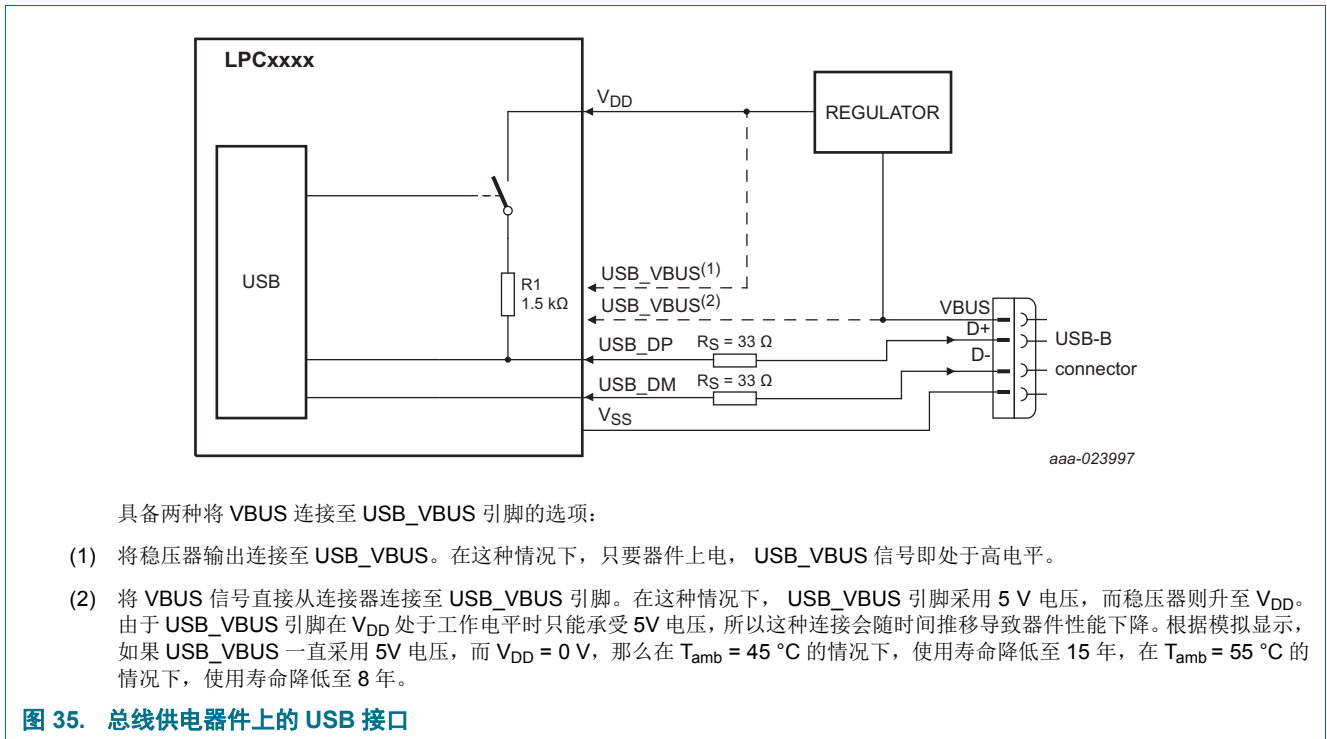 LPCxxxx
VDD
REGULATOR
USB
R1
1.5 kΩ
USB_VBUS(1)
USB_VBUS(2)
VBUS
D+
USB-B
USB_DP
RS = 33 Ω
D-
connector
USB_DM
RS = 33 Ω
VSS
aaa-023997
具备两种将 VBUS 连接至 USB_VBUS 引脚的选项：
(1) 将稳压器输出连接至 USB_VBUS。在这种情况下，只要器件上电， USB_VBUS 信号即处于高电平。
(2) 将 VBUS 信号直接从连接器连接至 USB_VBUS 引脚。在这种情况下， USB_VBUS 引脚采用 5 V 电压，而稳压器则升至 VDD。
由于 USB_VBUS 引脚在 VDD 处于工作电平时只能承受 5V 电压，所以这种连接会随时间推移导致器件性能下降。根据模拟显示，
如果 USB_VBUS 一直采用 5V 电压，而 VDD = 0 V，那么在 Tamb = 45 °C 的情况下，使用寿命降低至 15 年，在 Tamb = 55 °C 的
情况下，使用寿命降低至 8 年。
图 35. 总线供电器件上的 USB 接口